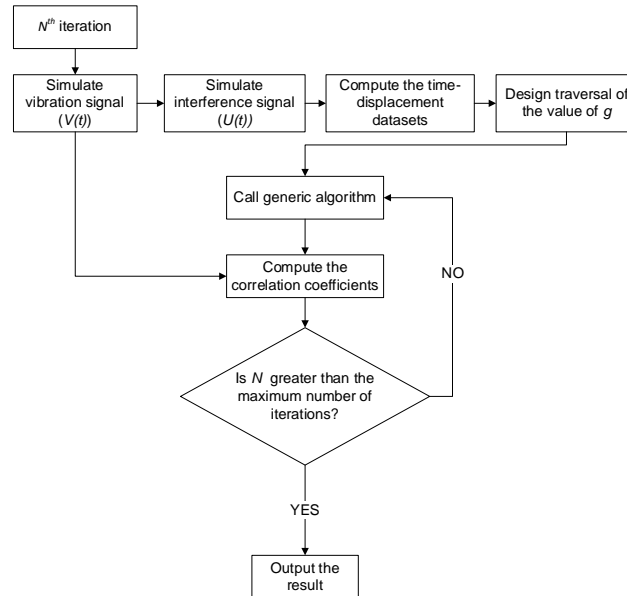 Nth iteration
Simulate
vibration signal
(V(t))
Simulate
interference signal
(U(t))
Compute the time-
displacement
datasets
Design traversal of
the value of g
Call generic algorithm
Compute the
correlation coefficients
NO
Is N greater than the
maximum number of
iterations?
YES
Output the
result